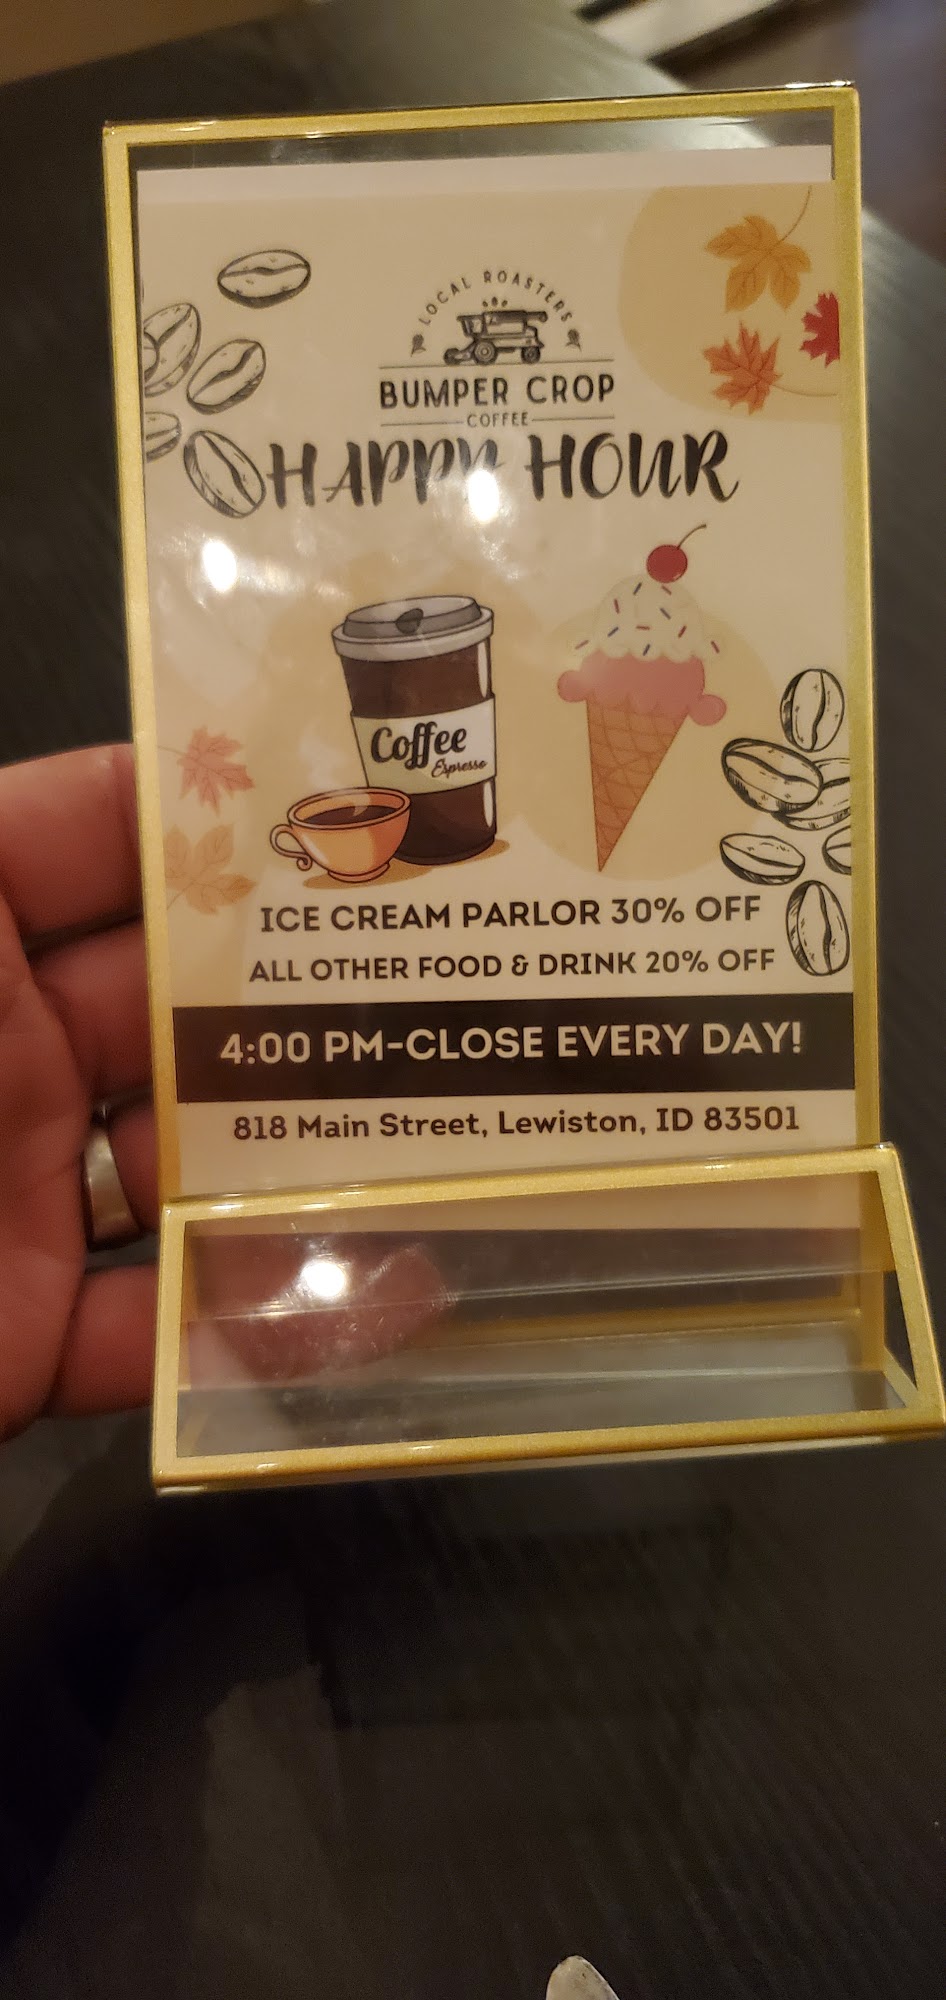 LOCAL ROASTERS
BUMPER CROP
COFFEE
HAPPY HOUR
Coffee
Espresso
ICE CREAM PARLOR 30% OFF
ALL OTHER FOOD & DRINK 20% OFF
4:00 PM-CLOSE EVERY DAY!
818 Main Street, Lewiston, ID 83501